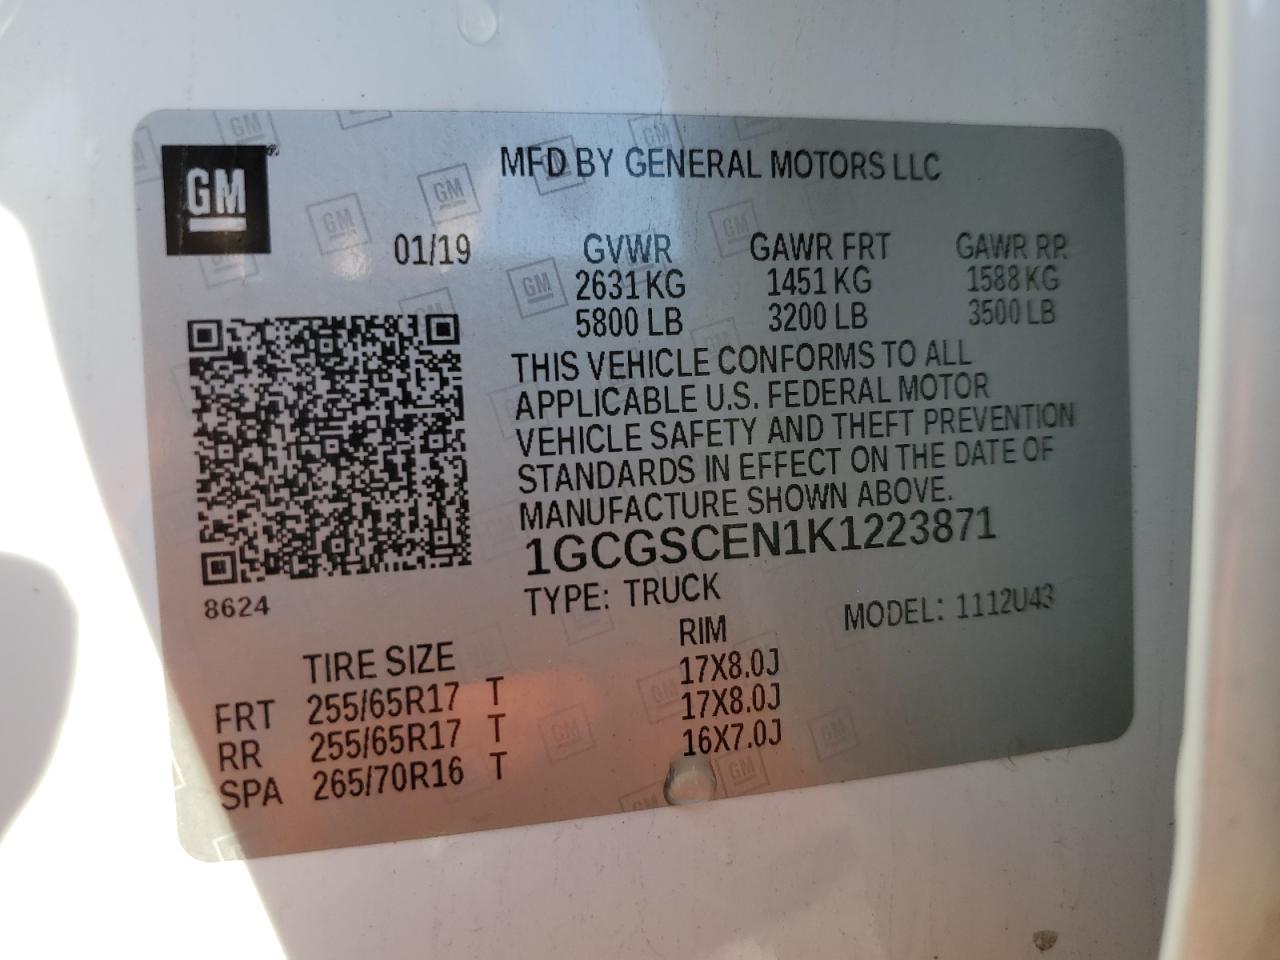 GM
MFD BY GENERAL MOTORS LLC
01/19 GVWR GAWR FRT GAWR RR
2631 KG 1451 KG 1588 KG
5800 LB 3200 LB 3500 LB
THIS VEHICLE CONFORMS TO ALL
APPLICABLE U.S. FEDERAL MOTOR
VEHICLE SAFETY AND THEFT PREVENTION
STANDARDS IN EFFECT ON THE DATE OF
MANUFACTURE SHOWN ABOVE.
1GCGSCEN1K1223871
8624 TYPE: TRUCK MODEL: 1112U43
TIRE SIZE RIM
FRT 255/65R17 T 17X8.0J
RR 255/65R17 T 17X8.0J
SPA 265/70R16 T 16X7.0J